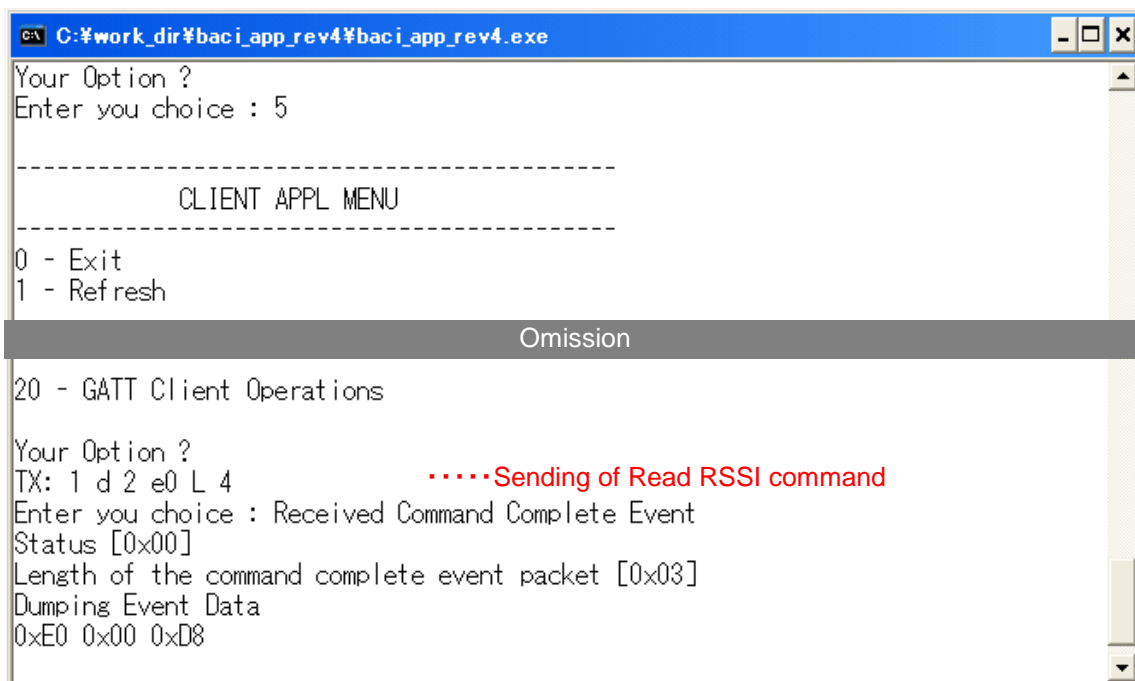 C:¥work_dir¥baci_app_rev4¥baci_app_rev4.exe
Your Option ?
Enter you choice : 5
---------------------------------------------
CLIENT APPL MENU
---------------------------------------------
0 - Exit
1 - Refresh
Omission
20 - GATT Client Operations
Your Option ?
TX: 1 d 2 e0 L 4 ・・・・・Sending of Read RSSI command
Enter you choice : Received Command Complete Event
Status [0x00]
Length of the command complete event packet [0x03]
Dumping Event Data
0xE0 0x00 0xD8